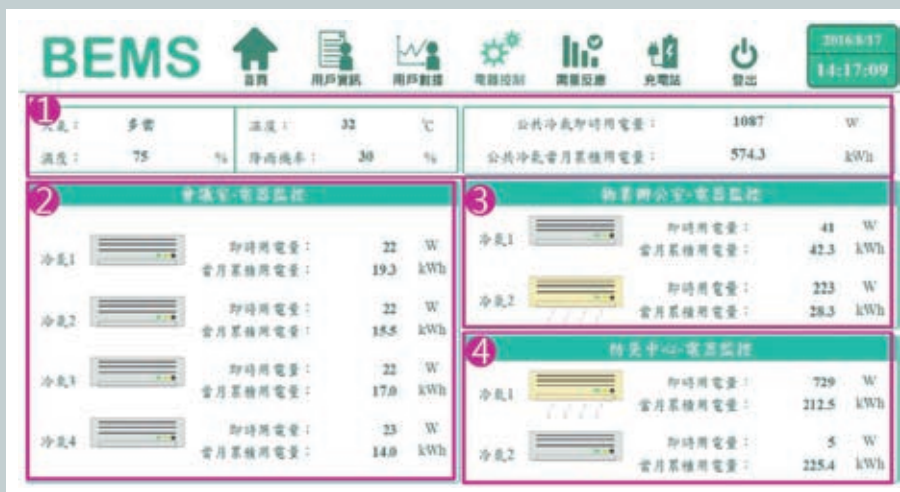 BEMS
首頁 用戶資訊 用戶數據 電器控制 需量反應 充電站 登出
2016/8/17
14:17:09
1
天氣： 多雲 溫度： 32 ℃ 公共冷氣即時用電量： 1087 W
濕度： 75 % 降雨機率： 30 % 公共冷氣當月累積用電量： 574.3 kWh
2
會議室-電器監控
冷氣1
即時用電量： 22 W
當月累積用電量： 19.3 kWh
冷氣2
即時用電量： 22 W
當月累積用電量： 15.5 kWh
冷氣3
即時用電量： 22 W
當月累積用電量： 17.0 kWh
冷氣4
即時用電量： 23 W
當月累積用電量： 14.0 kWh
3
物業辦公室-電器監控
冷氣1
即時用電量： 41 W
當月累積用電量： 42.3 kWh
冷氣2
即時用電量： 223 W
當月累積用電量： 28.3 kWh
4
防災中心-電器監控
冷氣1
即時用電量： 729 W
當月累積用電量： 212.5 kWh
冷氣2
即時用電量： 5 W
當月累積用電量： 225.4 kWh